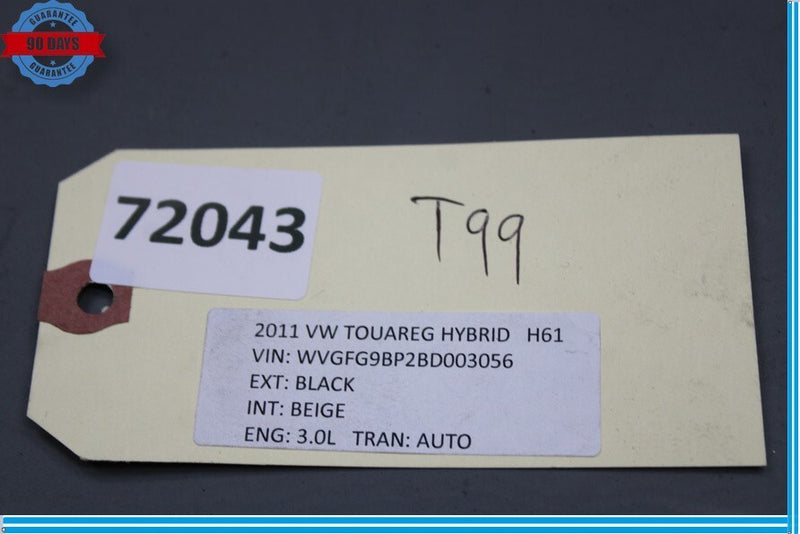 GUARANTEE
90 DAYS
GUARANTEE
72043
T99
2011 VW TOUAREG HYBRID H61
VIN: WVGFG9BP2BD003056
EXT: BLACK
INT: BEIGE
ENG: 3.0L TRAN: AUTO